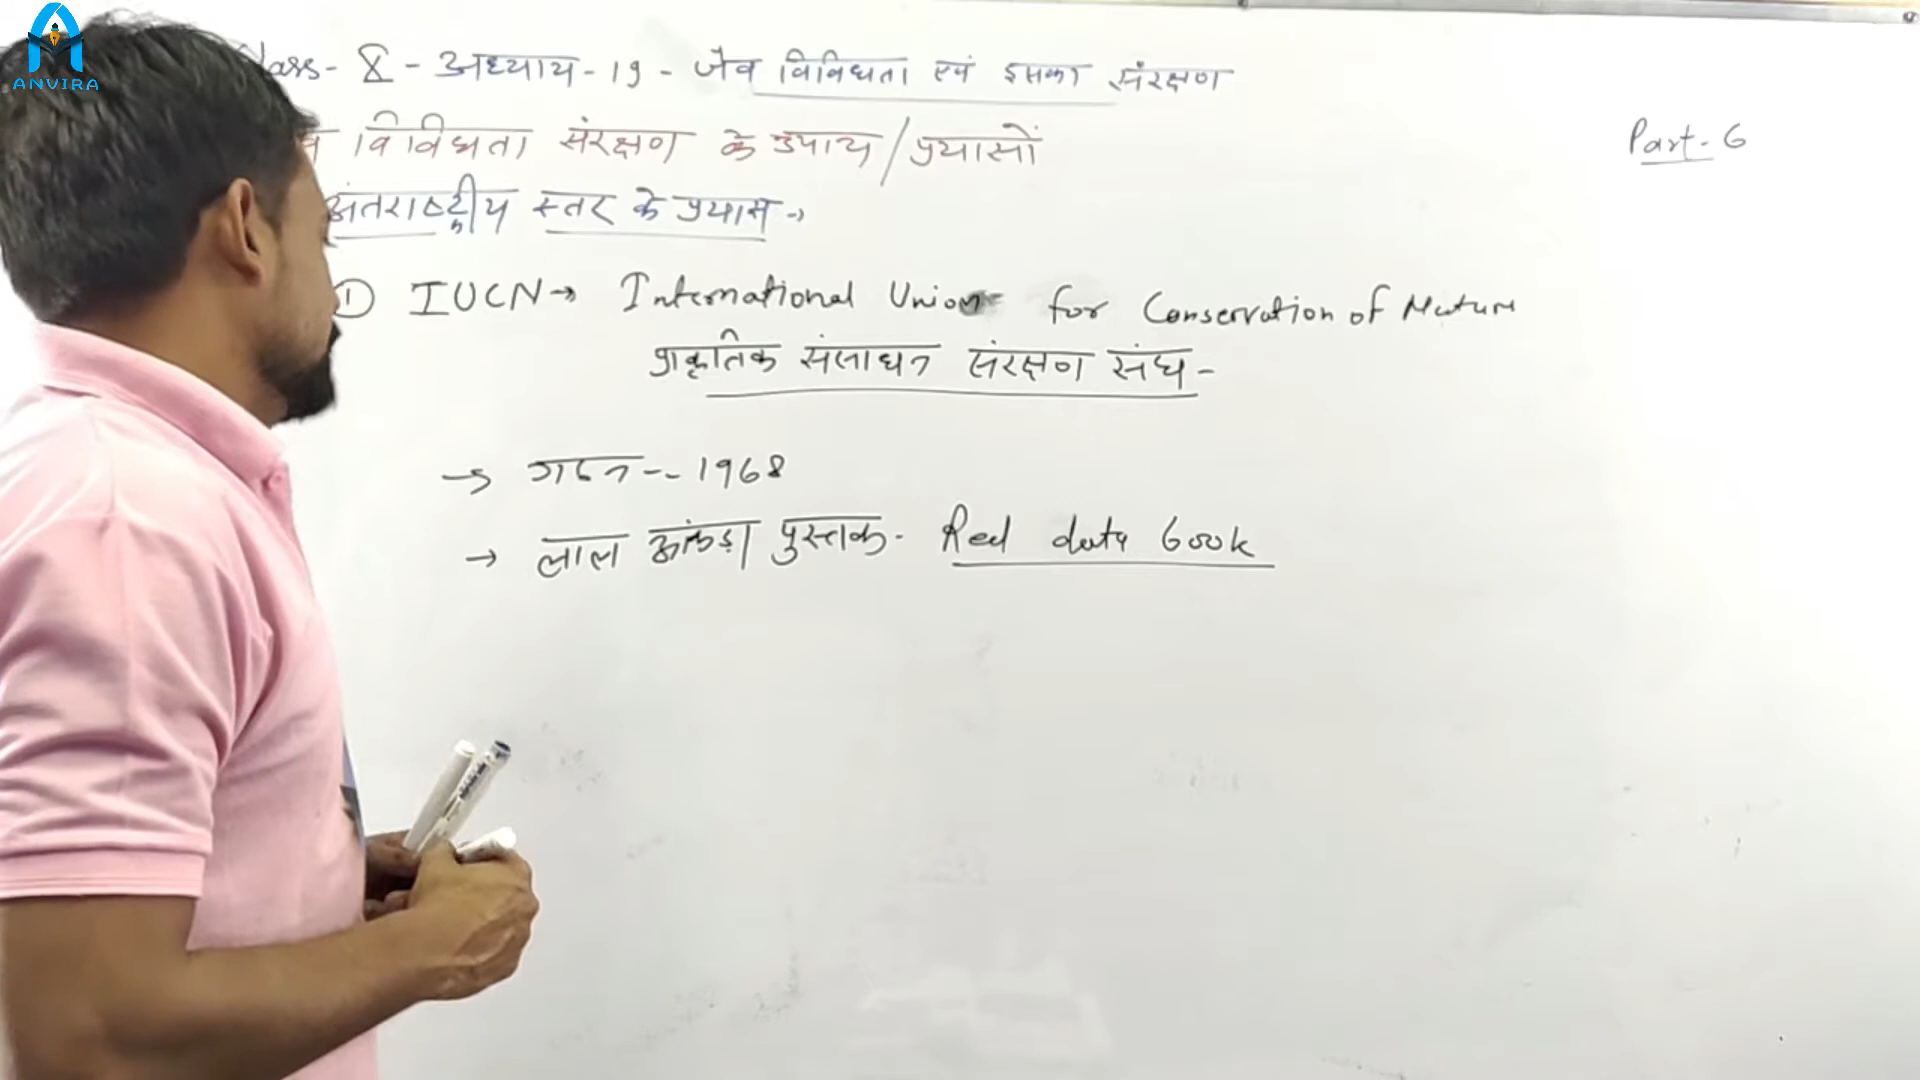 ANVIRA
lass - X - अध्याय - 19 - जैव विविधता एवं इसका संरक्षण
विविधता संरक्षण के उपाय / प्रयासों
Part - 6
अंतराष्ट्रीय स्तर के प्रयास →
① IUCN → International Union for Conservation of Nature
प्राकृतिक संसाधन संरक्षण संघ -
→ गठन -- 1968
→ लाल आंकड़ा पुस्तक - Red data book